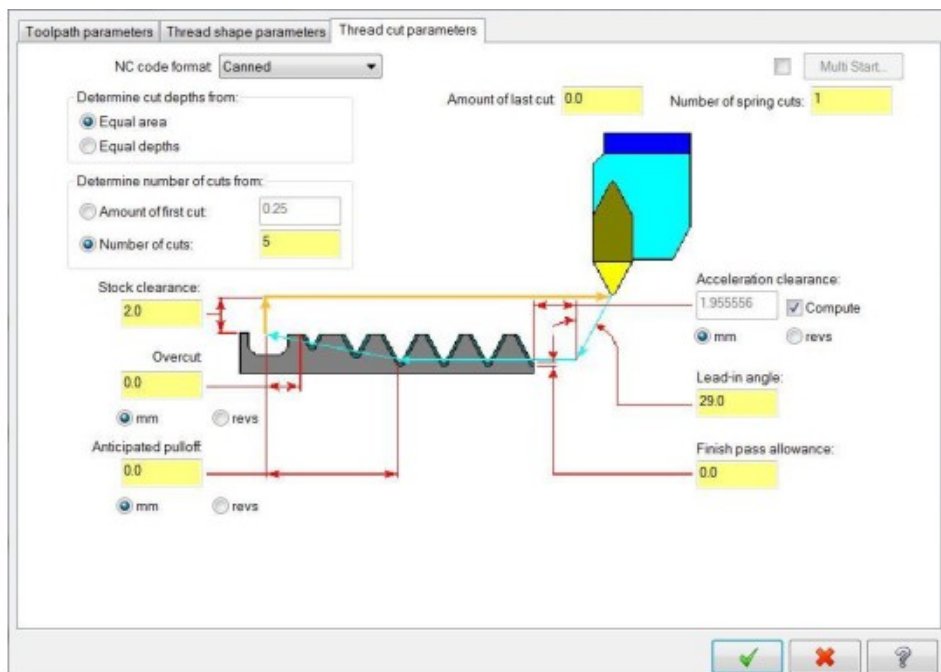 Toolpath parameters Thread shape parameters Thread cut parameters
NC code format: Canned Multi Start...
Determine cut depths from: Amount of last cut: 0.0 Number of spring cuts: 1
Equal area
Equal depths
Determine number of cuts from:
Amount of first cut: 0.25
Number of cuts: 5
Stock clearance: Acceleration clearance:
2.0 1.955556 Compute
mm revs
Overcut:
0.0 Lead-in angle:
29.0
mm revs
Anticipated pulloff: Finish pass allowance:
0.0 0.0
mm revs